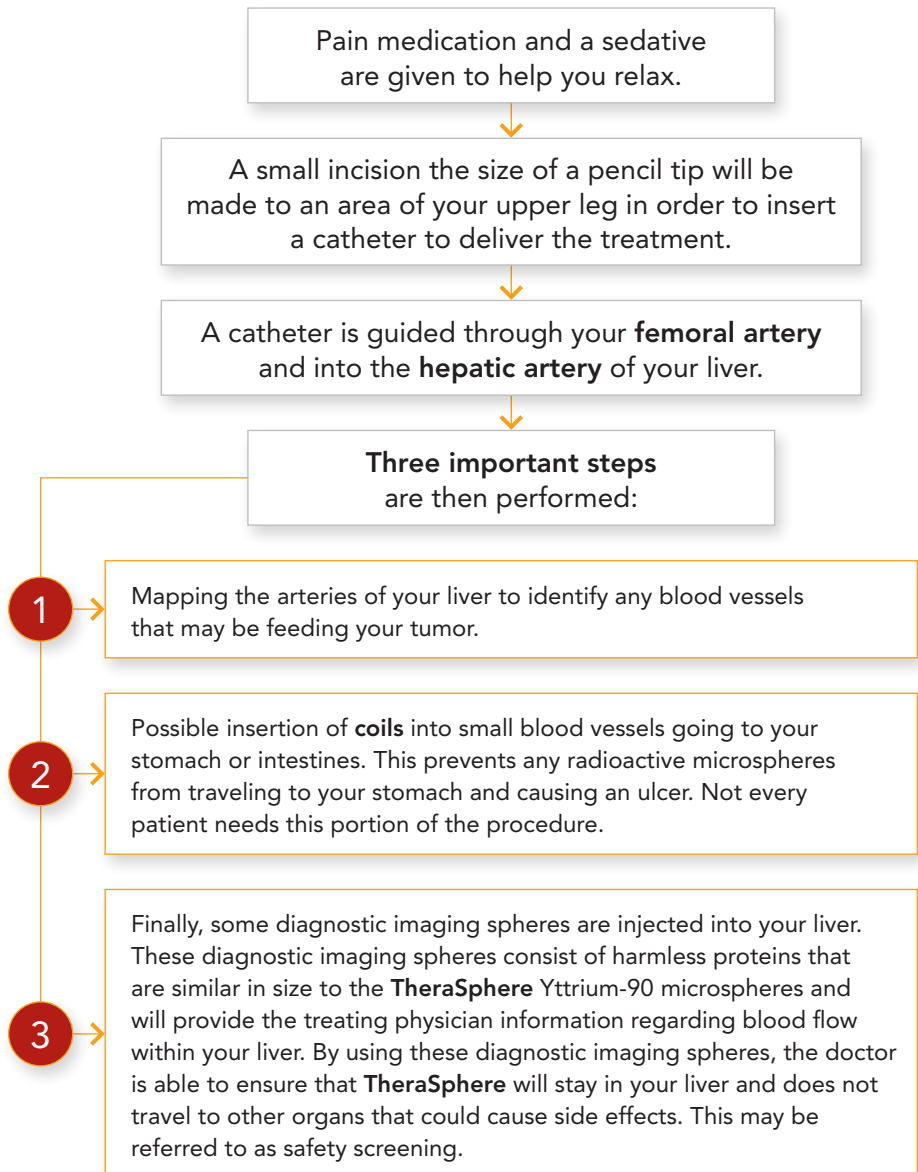 Pain medication and a sedative
are given to help you relax.
A small incision the size of a pencil tip will be
made to an area of your upper leg in order to insert
a catheter to deliver the treatment.
A catheter is guided through your femoral artery
and into the hepatic artery of your liver.
Three important steps
are then performed:
1
Mapping the arteries of your liver to identify any blood vessels
that may be feeding your tumor.
2
Possible insertion of coils into small blood vessels going to your
stomach or intestines. This prevents any radioactive microspheres
from traveling to your stomach and causing an ulcer. Not every
patient needs this portion of the procedure.
3
Finally, some diagnostic imaging spheres are injected into your liver.
These diagnostic imaging spheres consist of harmless proteins that
are similar in size to the TheraSphere Yttrium-90 microspheres and
will provide the treating physician information regarding blood flow
within your liver. By using these diagnostic imaging spheres, the doctor
is able to ensure that TheraSphere will stay in your liver and does not
travel to other organs that could cause side effects. This may be
referred to as safety screening.